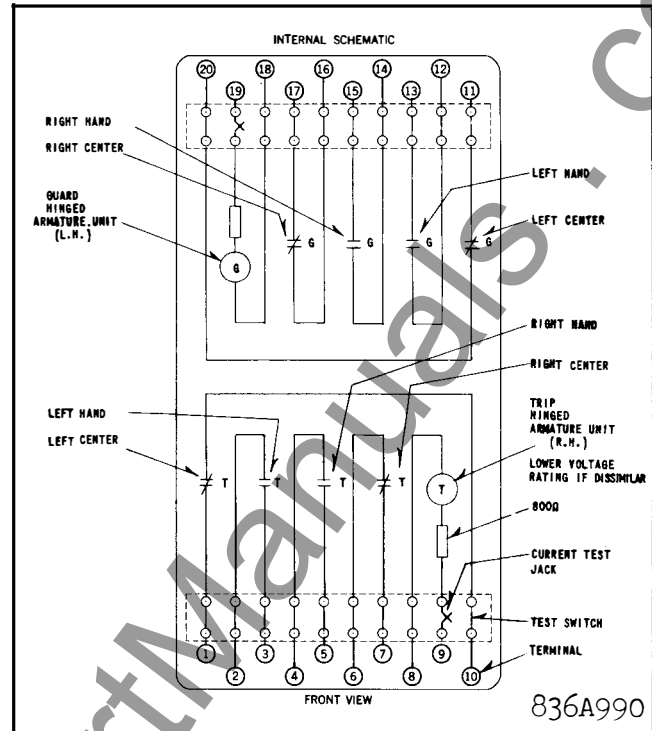 INTERNAL SCHEMATIC
20 18 16 14 12
19 17 15 13 11
RIGHT HAND
RIGHT CENTER
LEFT HAND
LEFT CENTER
GUARD
HINGED
ARMATURE UNIT
(L.H.)
G G G G
G
RIGHT HAND
RIGHT CENTER
TRIP
HINGED
ARMATURE UNIT
(R.H.)
LOWER VOLTAGE
RATING IF DISSIMILAR
LEFT HAND
LEFT CENTER
T T T T
T
800Ω
CURRENT TEST
JACK
TEST SWITCH
TERMINAL
1 3 5 7 9
2 4 6 8 10
FRONT VIEW
836A990
rtManuals . c